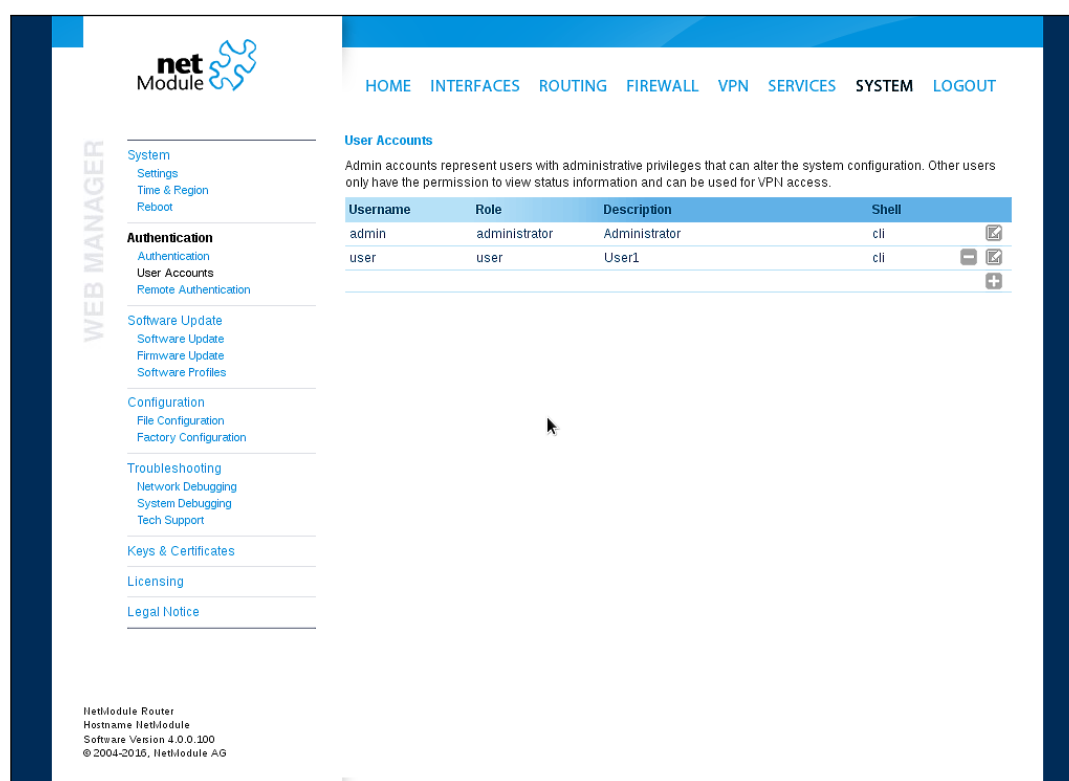 net
Module
HOME INTERFACES ROUTING FIREWALL VPN SERVICES SYSTEM LOGOUT
WEB MANAGER
System
Settings
Time & Region
Reboot
Authentication
Authentication
User Accounts
Remote Authentication
Software Update
Software Update
Firmware Update
Software Profiles
Configuration
File Configuration
Factory Configuration
Troubleshooting
Network Debugging
System Debugging
Tech Support
Keys & Certificates
Licensing
Legal Notice
User Accounts
Admin accounts represent users with administrative privileges that can alter the system configuration. Other users
only have the permission to view status information and can be used for VPN access.
Username Role Description Shell
admin administrator Administrator cli
user user User1 cli
NetModule Router
Hostname NetModule
Software Version 4.0.0.100
© 2004-2016, NetModule AG